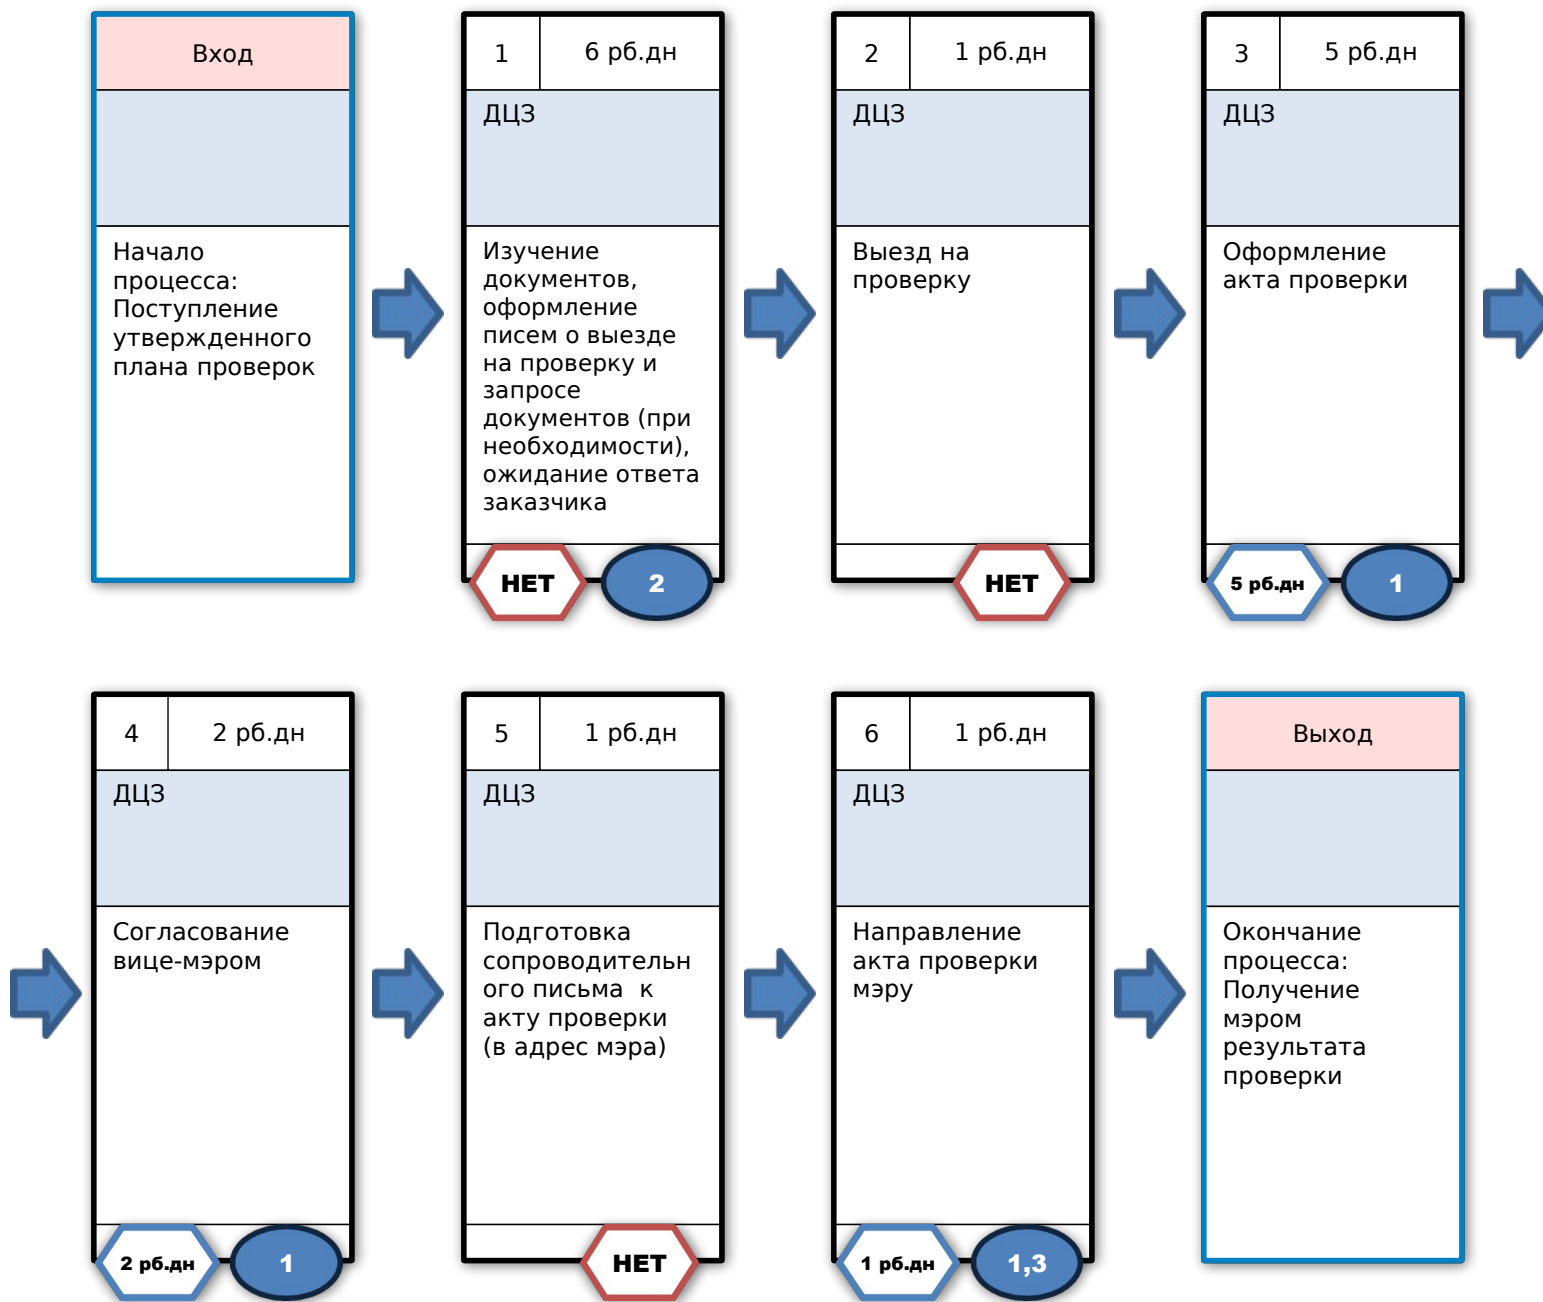 Вход
Начало
процесса:
Поступление
утвержденного
плана проверок
1
6 рб.дн
ДЦЗ
Изучение
документов,
оформление
писем о выезде
на проверку и
запросе
документов (при
необходимости),
ожидание ответа
заказчика
НЕТ
2
2
1 рб.дн
ДЦЗ
Выезд на
проверку
НЕТ
3
5 рб.дн
ДЦЗ
Оформление
акта проверки
5 рб.дн
1
4
2 рб.дн
ДЦЗ
Согласование
вице-мэром
2 рб.дн
1
5
1 рб.дн
ДЦЗ
Подготовка
сопроводительн
ого письма к
акту проверки
(в адрес мэра)
НЕТ
6
1 рб.дн
ДЦЗ
Направление
акта проверки
мэру
1 рб.дн
1,3
Выход
Окончание
процесса:
Получение
мэром
результата
проверки